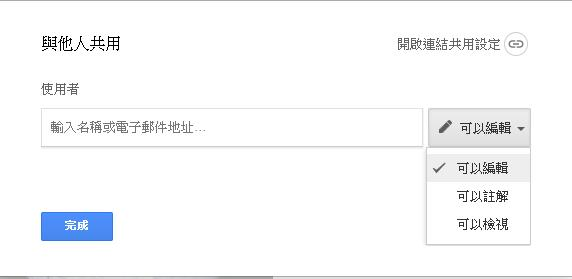 與他人共用
開啟連結共用設定
使用者
輸入名稱或電子郵件地址...
可以編輯
可以編輯
可以註解
可以檢視
完成